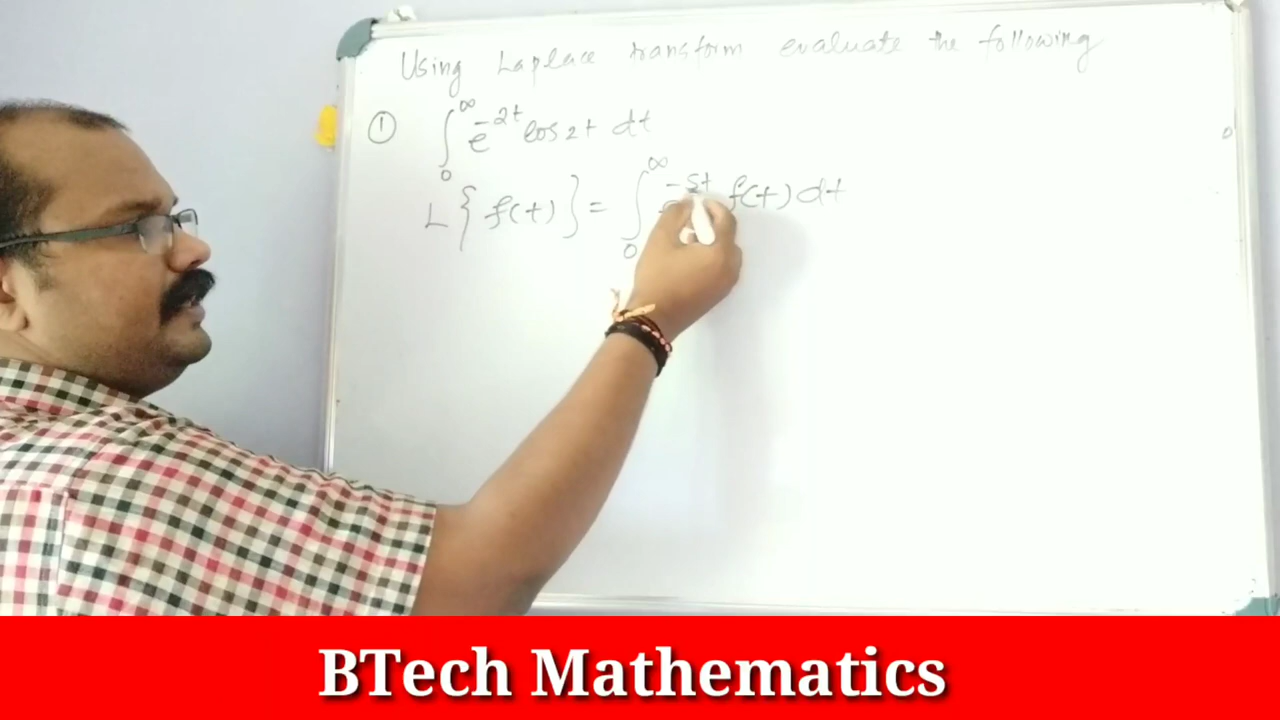 Using Laplace transform evaluate the following
① ∫₀^∞ e^{-2t} cos 2t dt
L{f(t)} = ∫₀^∞ e^{-st} f(t) dt
BTech Mathematics